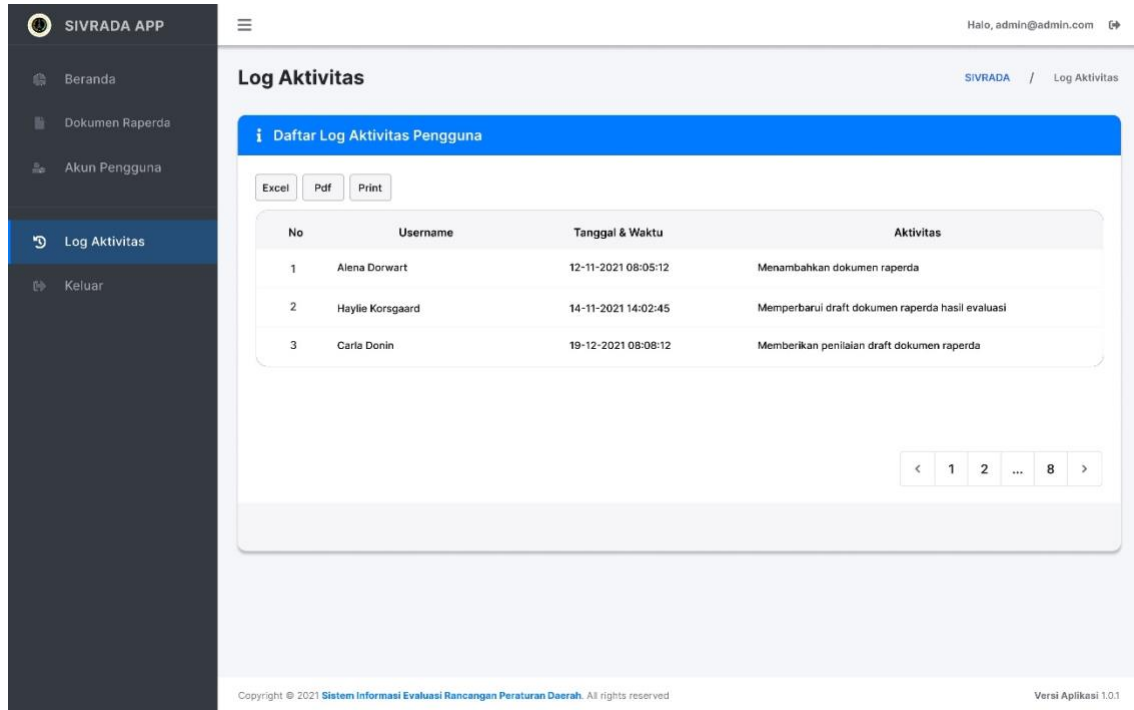 SIVRADA APP
Halo, admin@admin.com
Beranda
Dokumen Raperda
Akun Pengguna
Log Aktivitas
Keluar
Log Aktivitas
SIVRADA / Log Aktivitas
Daftar Log Aktivitas Pengguna
Excel Pdf Print
No Username Tanggal & Waktu Aktivitas
1 Alena Dorwart 12-11-2021 08:05:12 Menambahkan dokumen raperda
2 Haylie Korsgaard 14-11-2021 14:02:45 Memperbarui draft dokumen raperda hasil evaluasi
3 Carla Donin 19-12-2021 08:08:12 Memberikan penilaian draft dokumen raperda
< 1 2 ... 8 >
Copyright © 2021 Sistem Informasi Evaluasi Rancangan Peraturan Daerah. All rights reserved
Versi Aplikasi 1.0.1